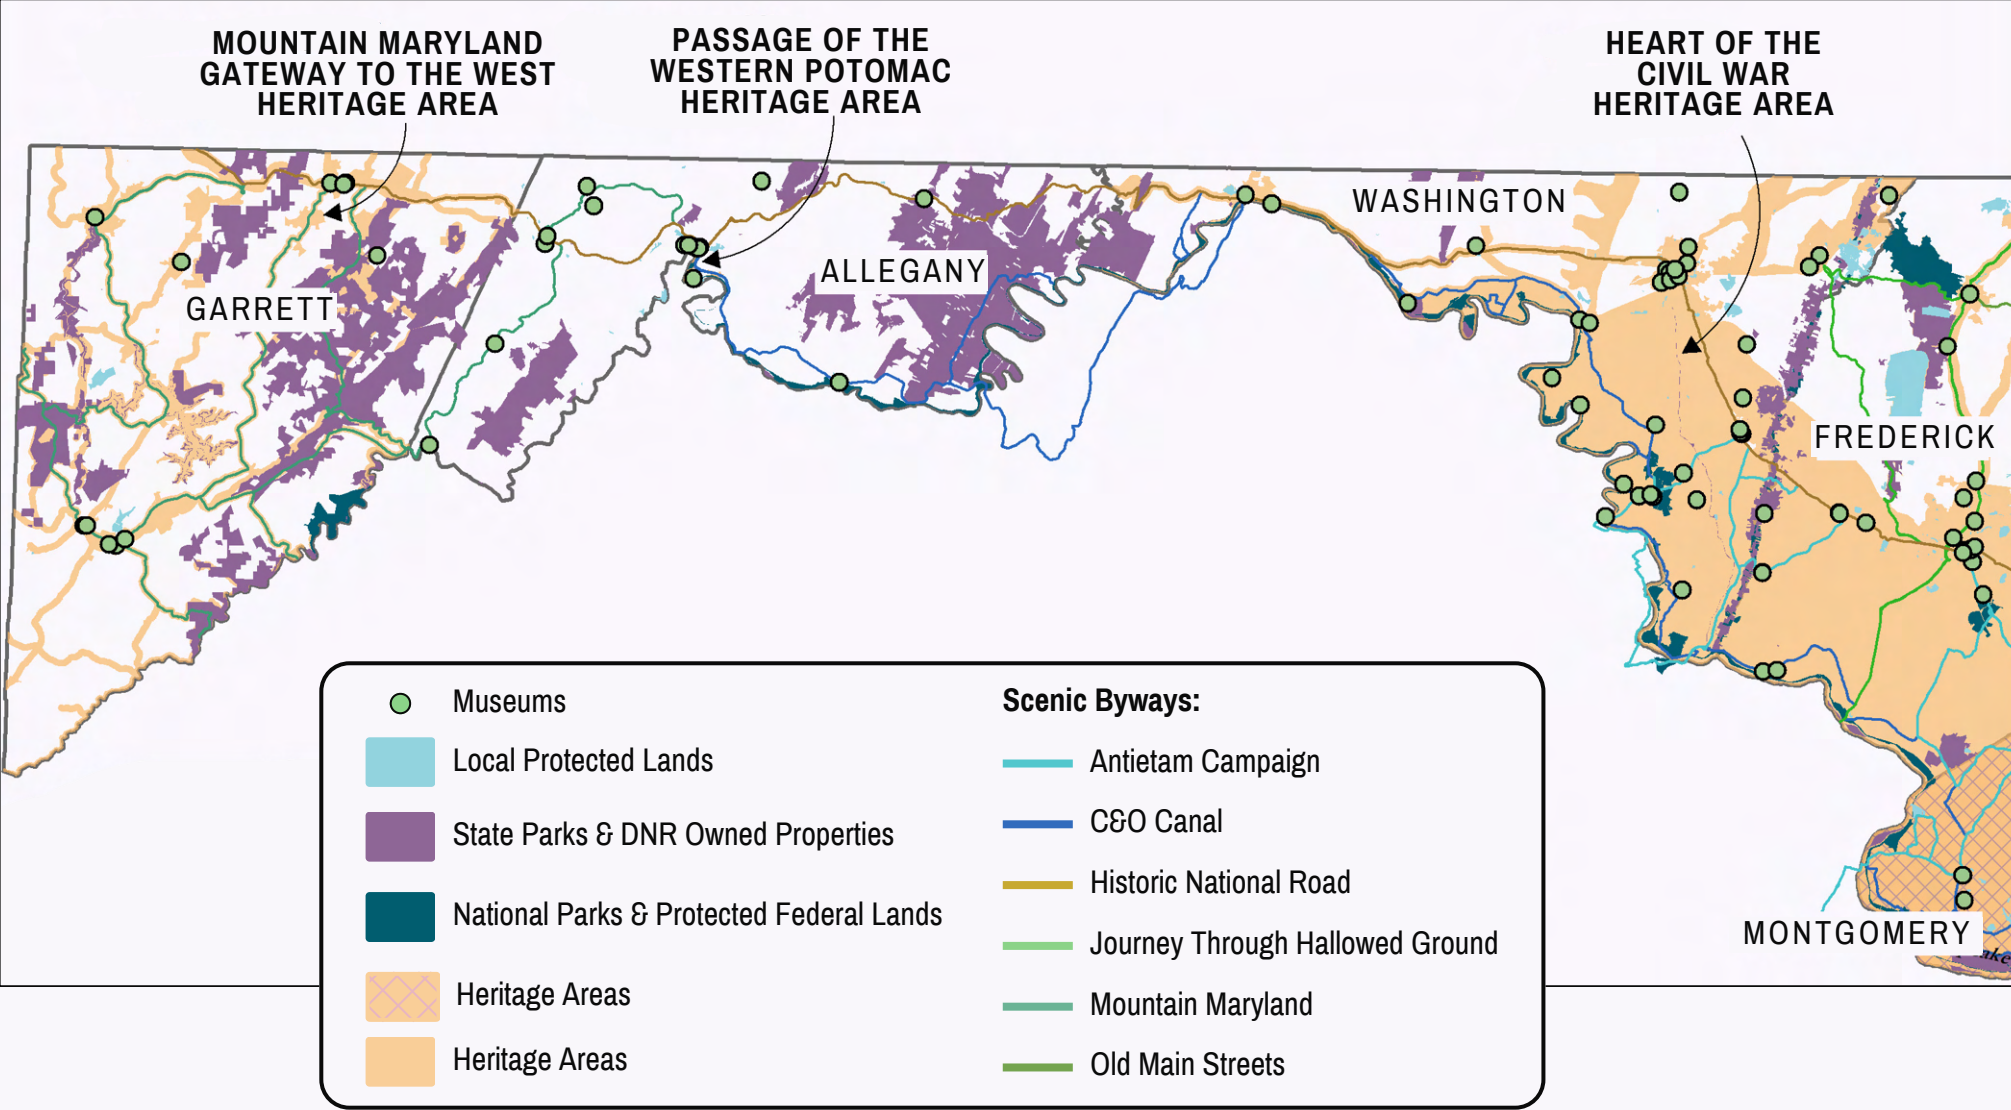 MOUNTAIN MARYLAND
GATEWAY TO THE WEST
HERITAGE AREA
PASSAGE OF THE
WESTERN POTOMAC
HERITAGE AREA
HEART OF THE
CIVIL WAR
HERITAGE AREA
WASHINGTON
ALLEGANY
GARRETT
FREDERICK
MONTGOMERY
Museums
Local Protected Lands
State Parks & DNR Owned Properties
National Parks & Protected Federal Lands
Heritage Areas
Heritage Areas
Scenic Byways:
Antietam Campaign
C&O Canal
Historic National Road
Journey Through Hallowed Ground
Mountain Maryland
Old Main Streets